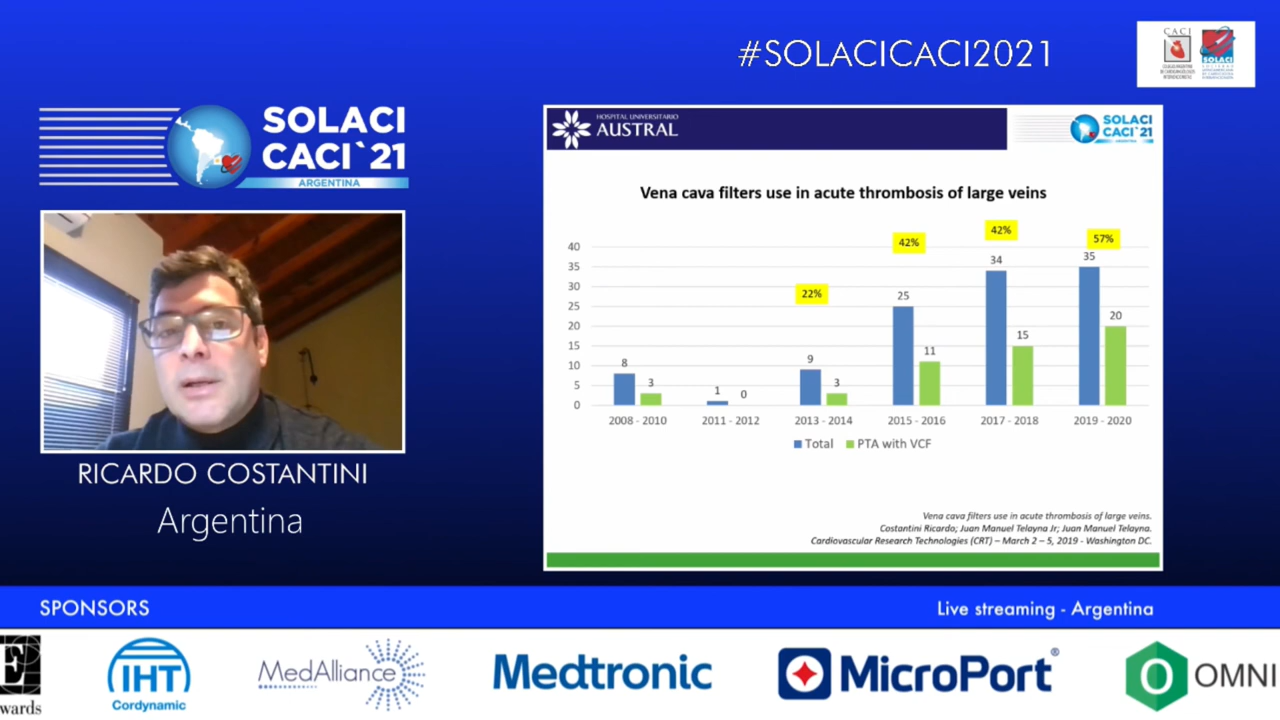 #SOLACICACI2021
CACI
SOLACI
SOLACI
CACI`21
ARGENTINA
RICARDO COSTANTINI
Argentina
HOSPITAL UNIVERSITARIO
AUSTRAL
SOLACI
CACI`21
ARGENTINA
Vena cava filters use in acute thrombosis of large veins
40
35
30
25
20
15
10
5
0
22%
42%
42%
57%
8
3
1
0
9
3
25
11
34
15
35
20
2008 - 2010
2011 - 2012
2013 - 2014
2015 - 2016
2017 - 2018
2019 - 2020
Total
PTA with VCF
Vena cava filters use in acute thrombosis of large veins.
Costantini Ricardo; Juan Manuel Telayna Jr; Juan Manuel Telayna.
Cardiovascular Research Technologies (CRT) – March 2 – 5, 2019 - Washington DC.
SPONSORS
Live streaming - Argentina
E
wards
IHT
Cordynamic
MedAlliance
Medtronic
MicroPort®
OMNI